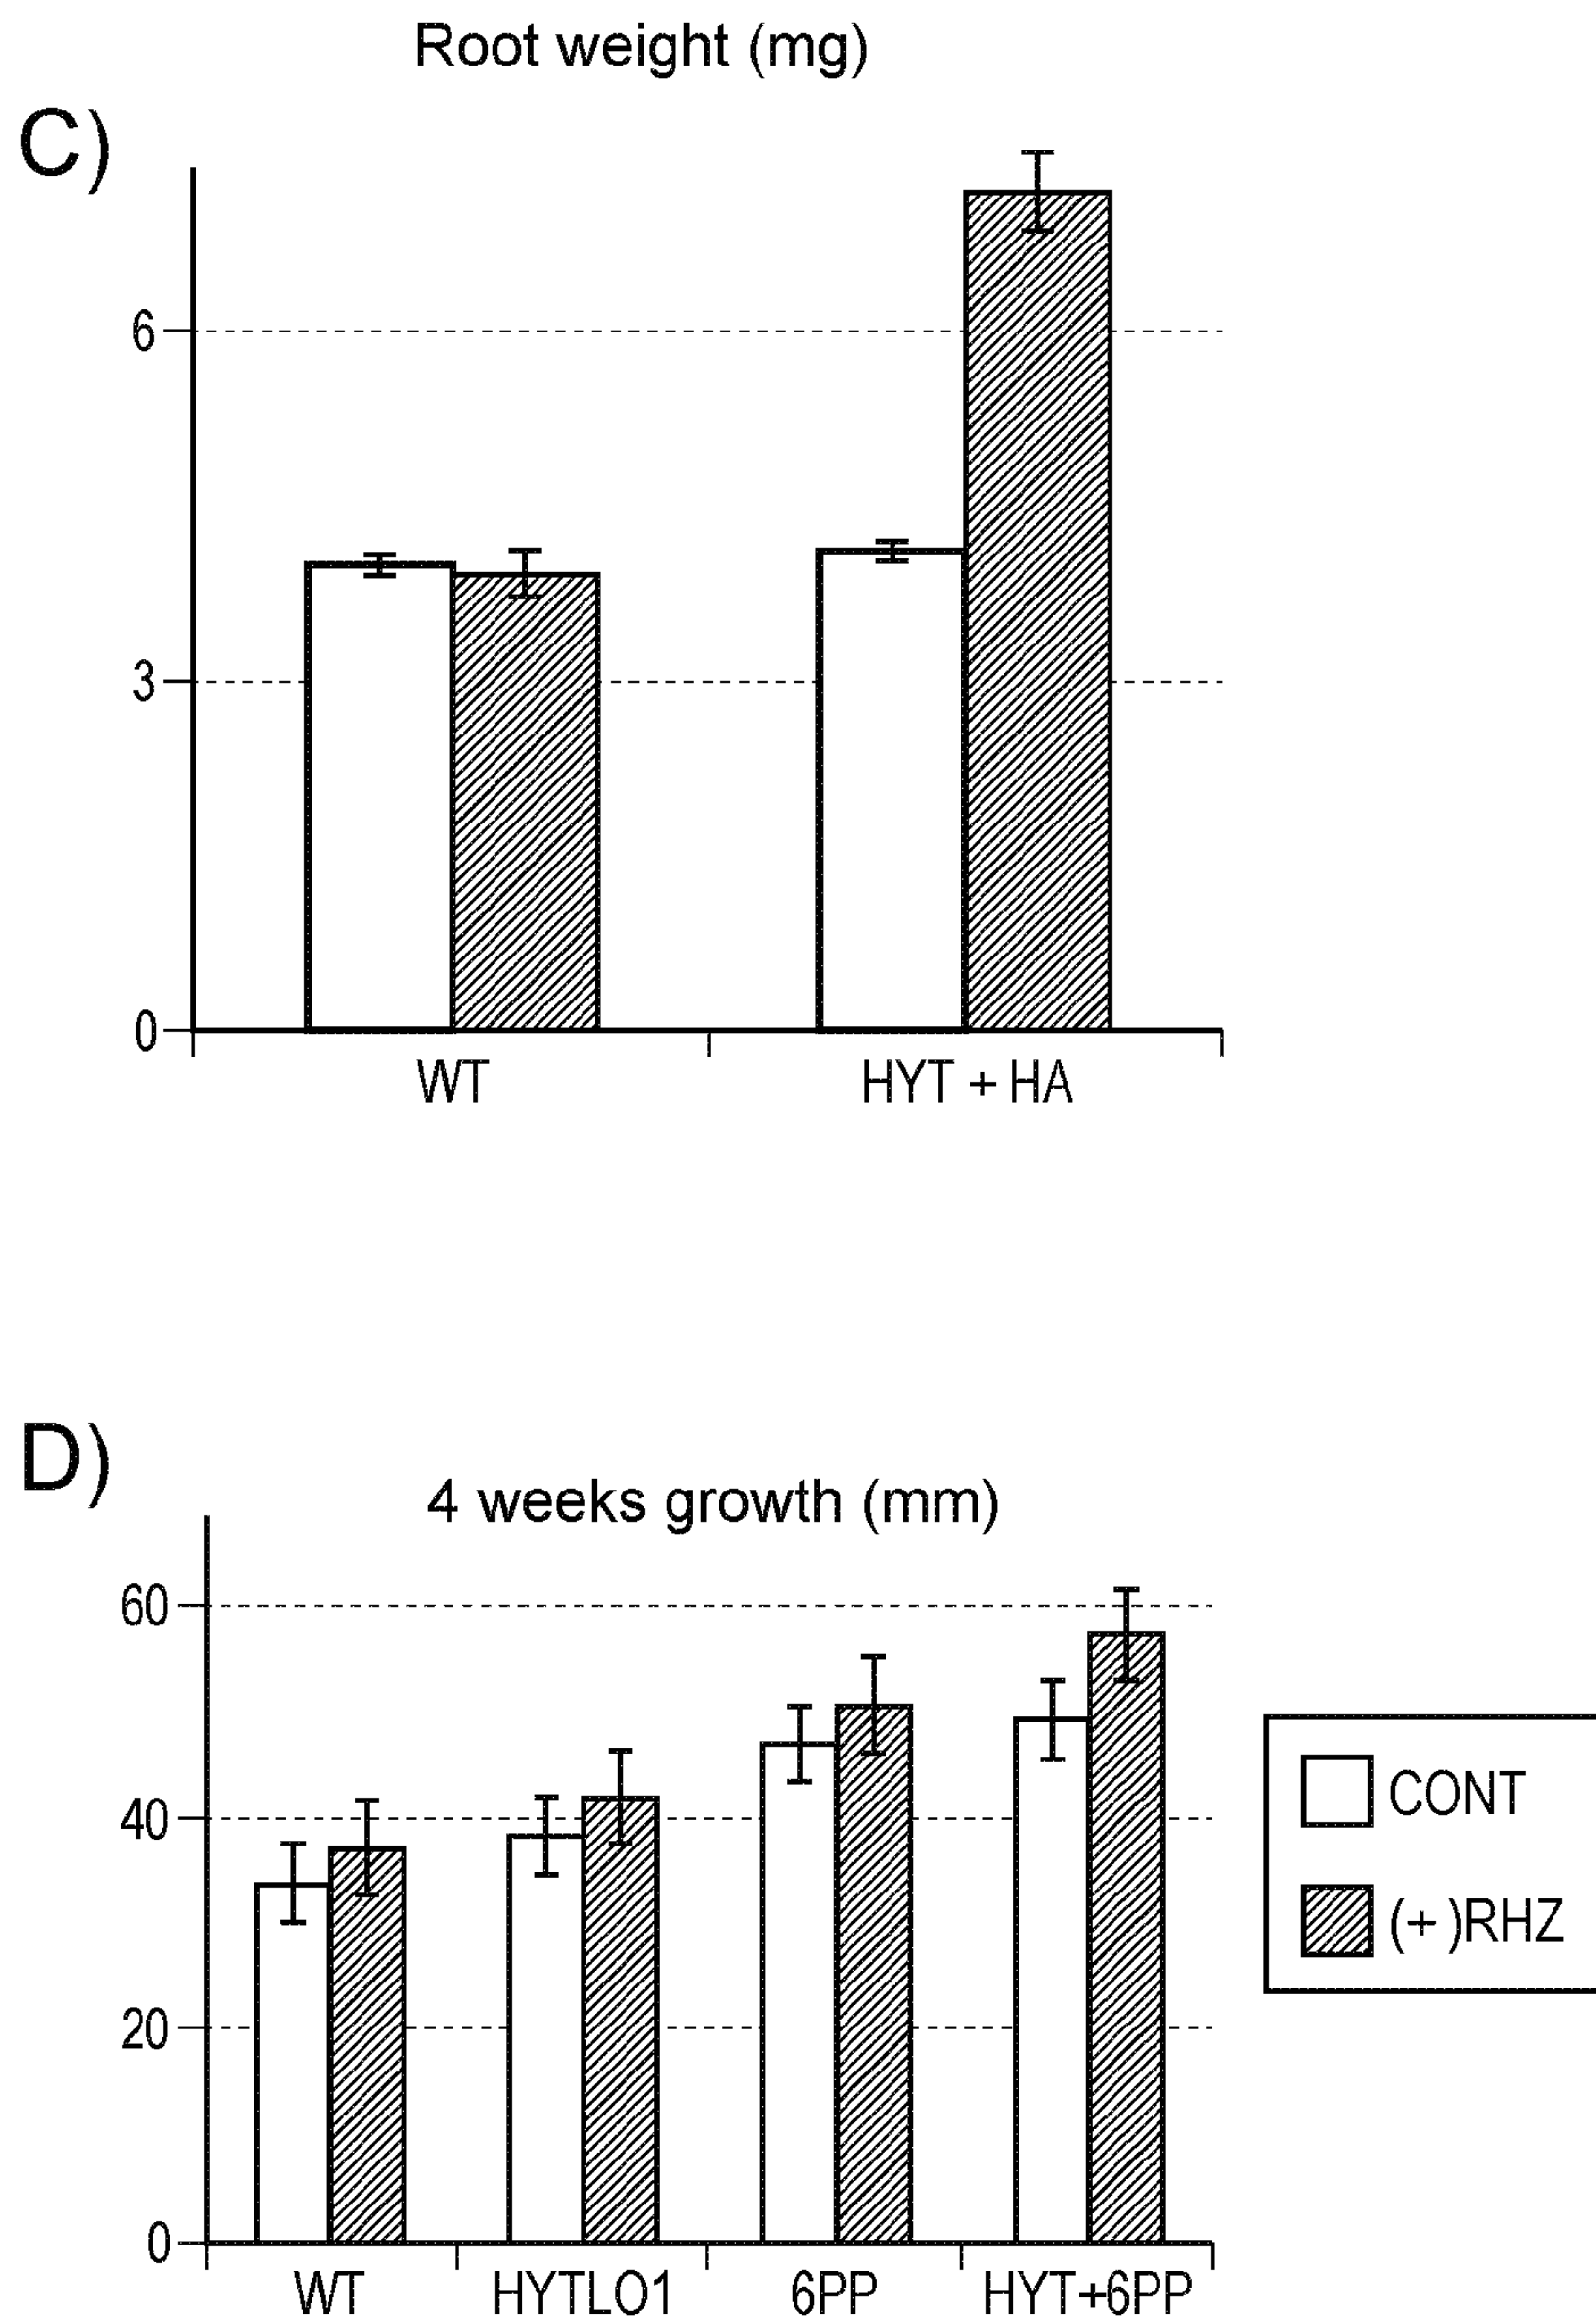 Root weight (mg)
C)
6
3
0
WT HYT + HA
D)
4 weeks growth (mm)
60
40
20
0
WT HYTLO1 6PP HYT+6PP
CONT
(+)RHZ